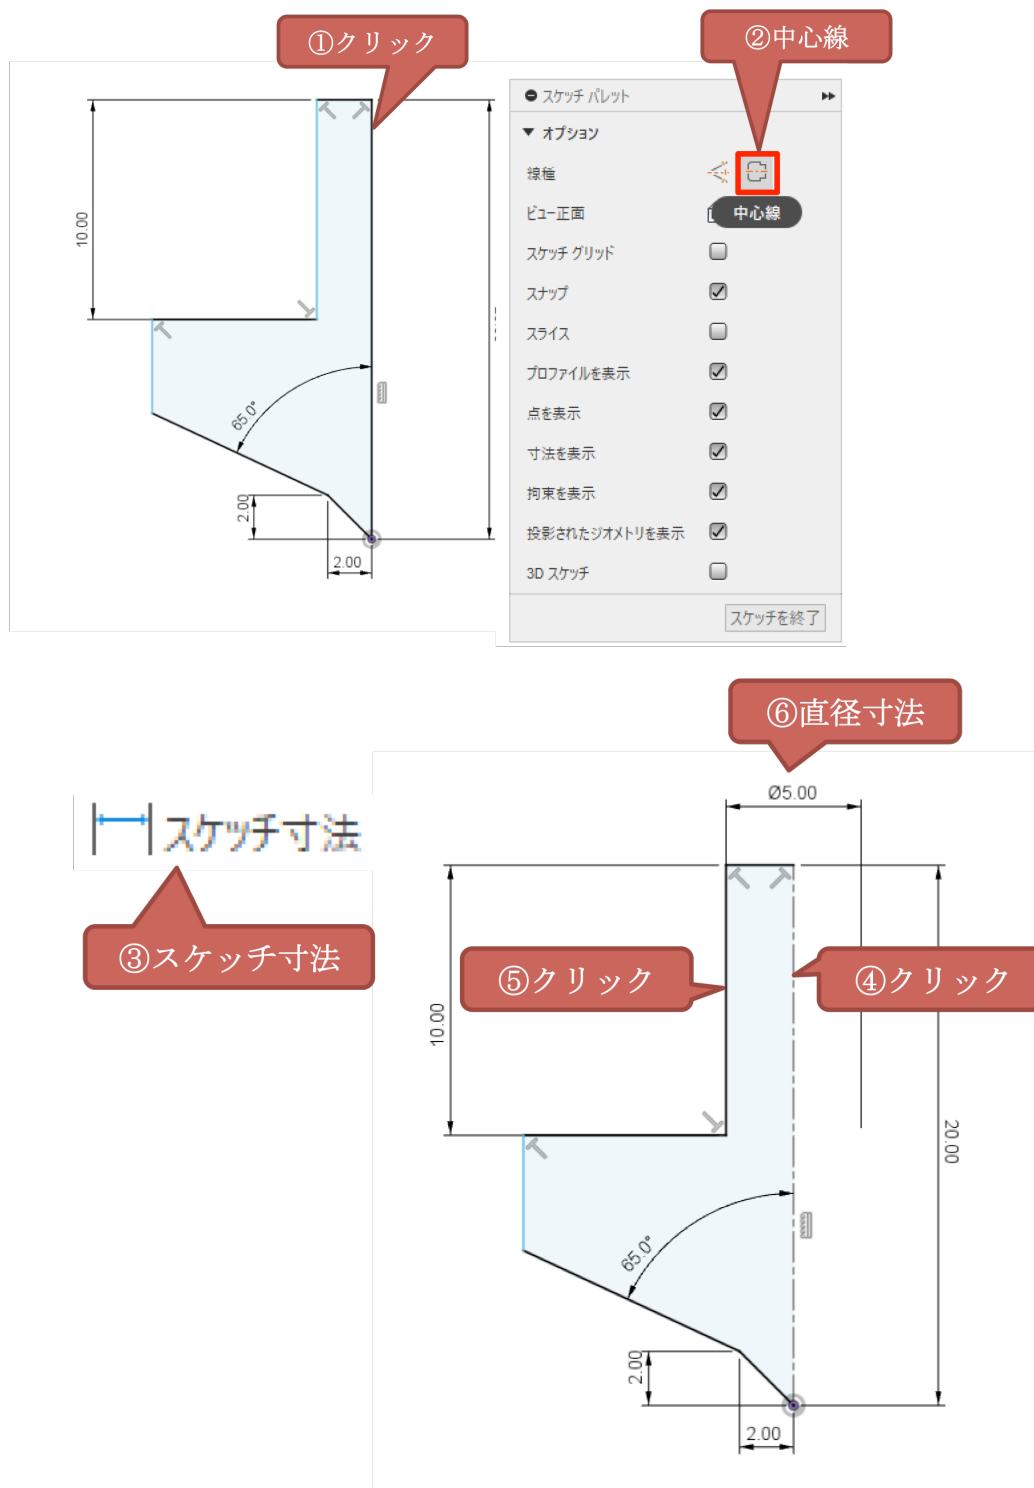 ①クリック
②中心線
スケッチ パレット
オプション
線種
ビュー正面
中心線
スケッチ グリッド
スナップ
スライス
プロファイルを表示
点を表示
寸法を表示
拘束を表示
投影されたジオメトリを表示
3D スケッチ
スケッチを終了
10.00
65.0°
2.00
2.00
⑥直径寸法
Ø5.00
スケッチ寸法
③スケッチ寸法
⑤クリック
④クリック
10.00
20.00
65.0°
2.00
2.00